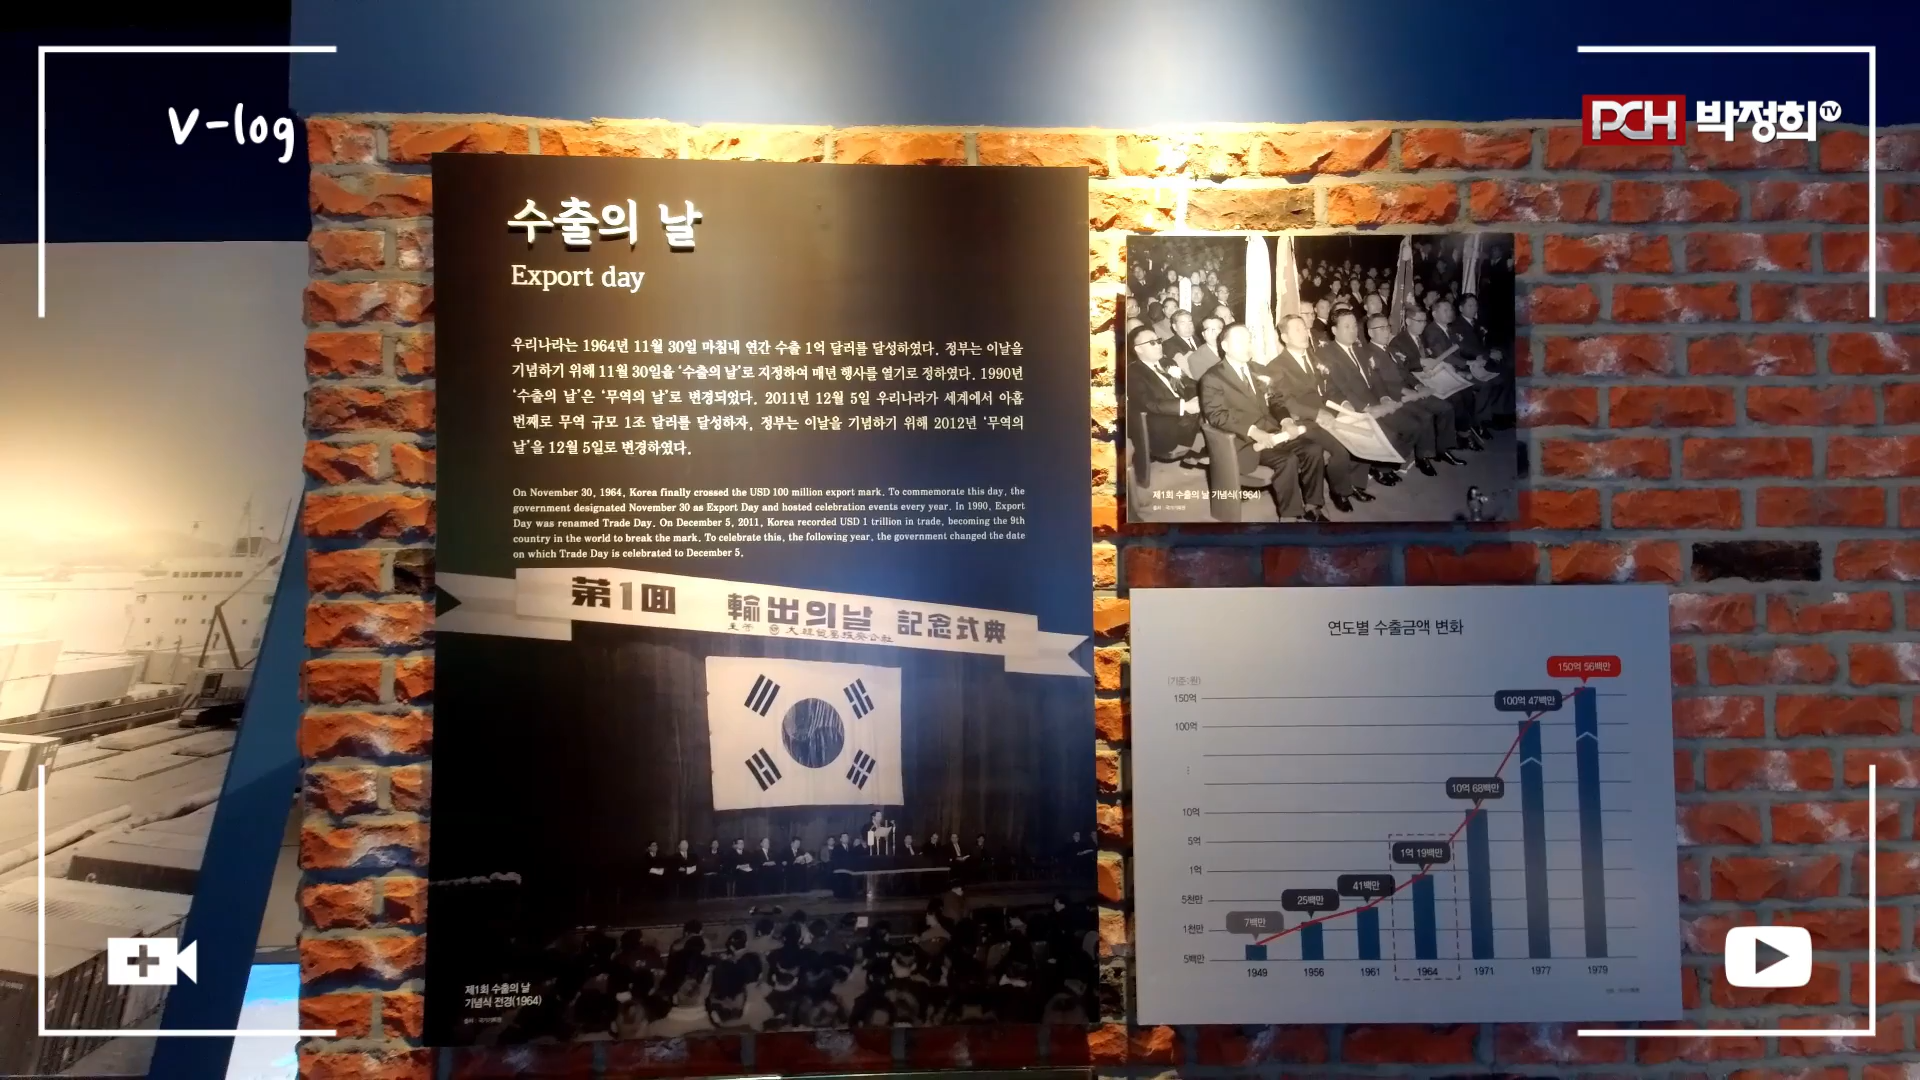 V-log
PCH 박정희 TV
수출의 날
Export day
우리나라는 1964년 11월 30일 마침내 연간 수출 1억 달러를 달성하였다. 정부는 이날을
기념하기 위해 11월 30일을 ‘수출의 날’로 지정하여 매년 행사를 열기로 정하였다. 1990년
‘수출의 날’은 ‘무역의 날’로 변경되었다. 2011년 12월 5일 우리나라가 세계에서 아홉
번째로 무역 규모 1조 달러를 달성하자, 정부는 이날을 기념하기 위해 2012년 ‘무역의
날’을 12월 5일로 변경하였다.
On November 30, 1964, Korea finally crossed the USD 100 million export mark. To commemorate this day, the
government designated November 30 as Export Day and hosted celebration events every year. In 1990, Export
Day was renamed Trade Day. On December 5, 2011, Korea recorded USD 1 trillion in trade, becoming the 9th
country in the world to break the mark. To celebrate this, the following year, the government changed the date
on which Trade Day is celebrated to December 5.
第1回 輸出의날 記念式典
제1회 수출의 날
기념식 전경(1964)
제1회 수출의 날 기념식(1964)
연도별 수출금액 변화
(기준:원)
150억
100억
10억
5억
1억
5천만
1천만
5백만
7백만
25백만
41백만
1억 19백만
10억 68백만
100억 47백만
150억 56백만
1949 1956 1961 1964 1971 1977 1979